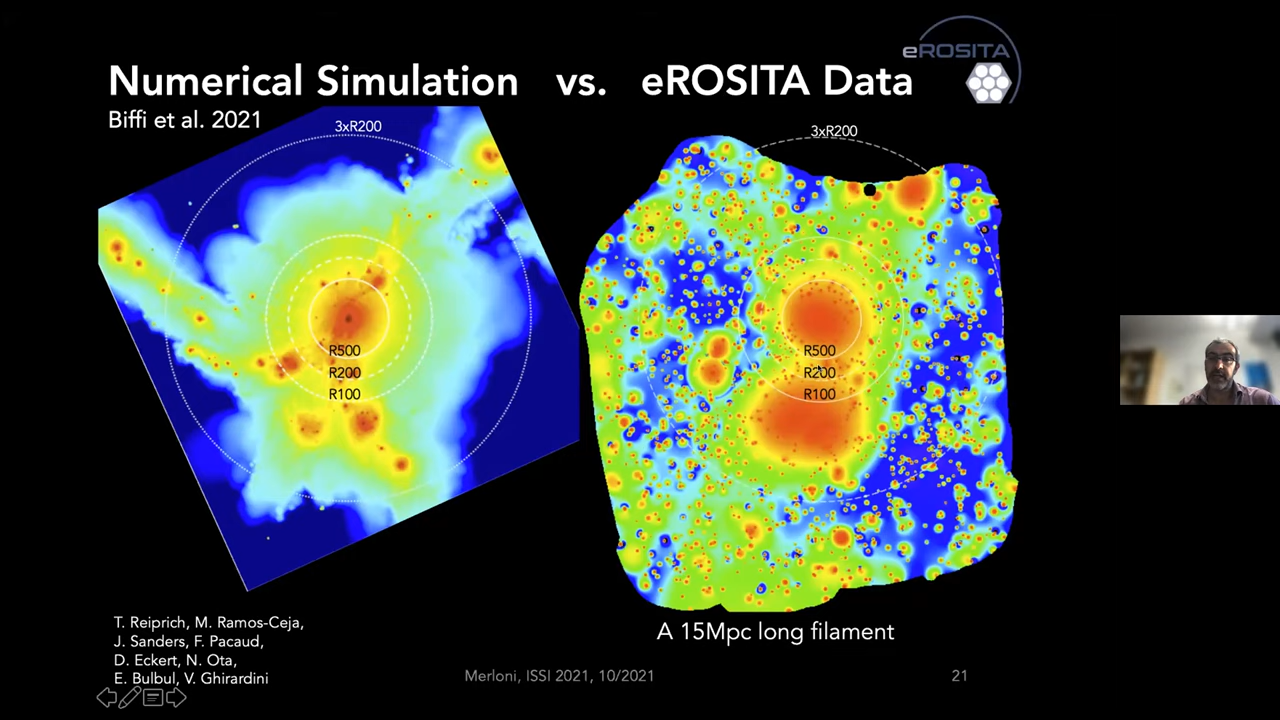 eROSITA
Numerical Simulation vs. eROSITA Data
Biffi et al. 2021
3xR200
3xR200
R500
R200
R100
R500
R200
R100
A 15Mpc long filament
T. Reiprich, M. Ramos-Ceja,
J. Sanders, F. Pacaud,
D. Eckert, N. Ota,
E. Bulbul, V. Ghirardini
Merloni, ISSI 2021, 10/2021
21